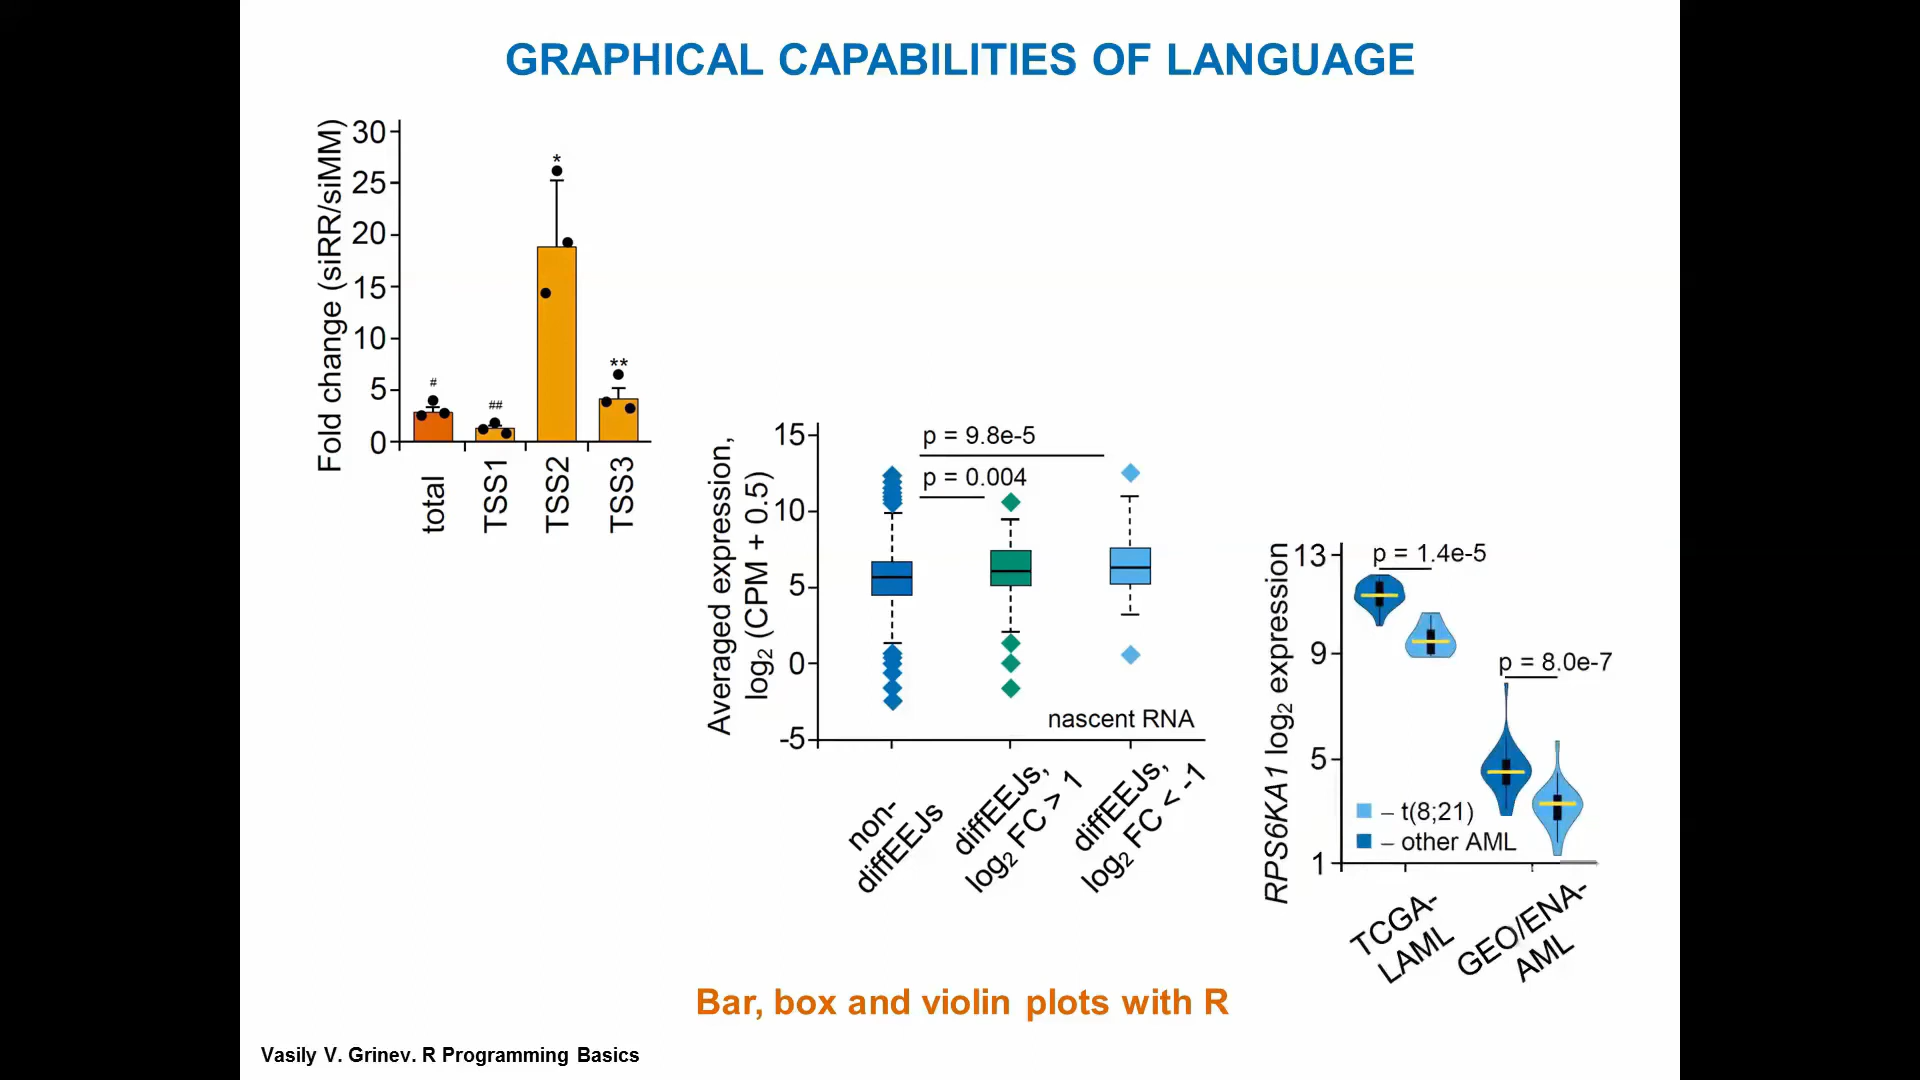 GRAPHICAL CAPABILITIES OF LANGUAGE
Fold change (siRR/siMM)
30
25
20
15
10
5
0
#
##
*
**
total
TSS1
TSS2
TSS3
Averaged expression,
log₂ (CPM + 0.5)
15
10
5
0
-5
p = 9.8e-5
p = 0.004
nascent RNA
non-
diffEEJs
diffEEJs,
log₂ FC > 1
diffEEJs,
log₂ FC < -1
RPS6KA1 log₂ expression
13
9
5
1
p = 1.4e-5
p = 8.0e-7
– t(8;21)
– other AML
TCGA-
LAML
GEO/ENA-
AML
Bar, box and violin plots with R
Vasily V. Grinev. R Programming Basics